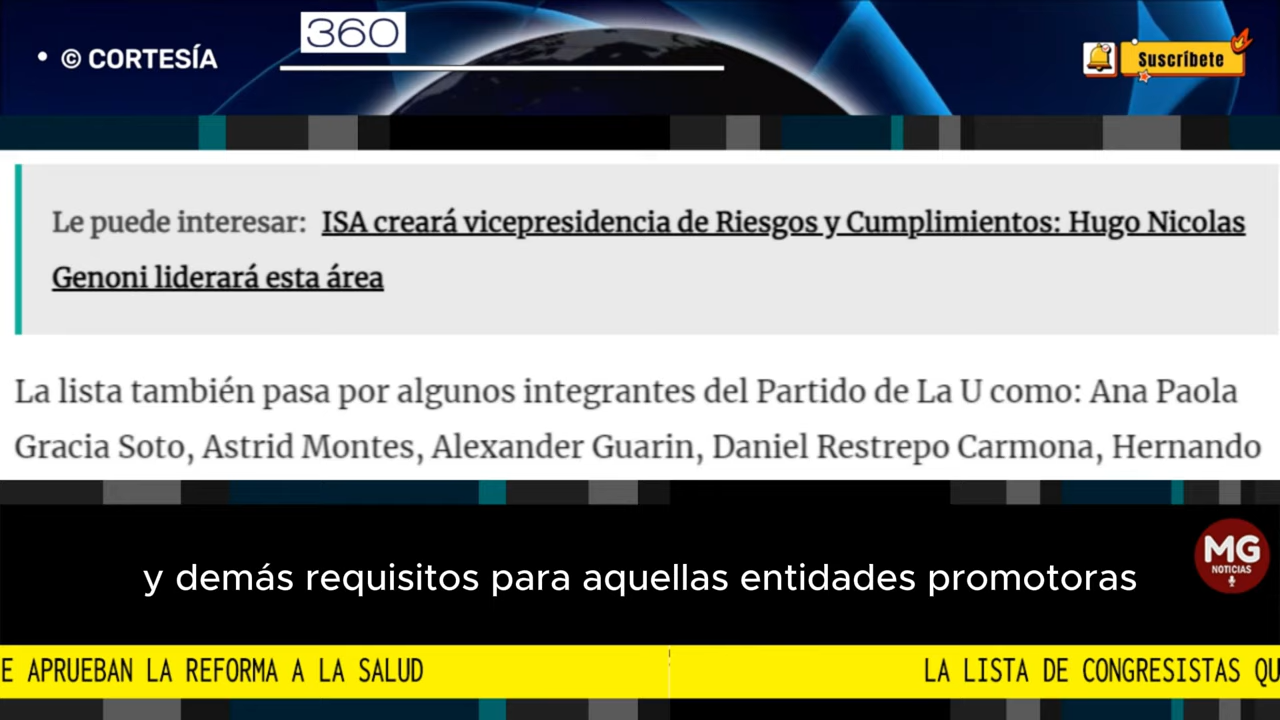 360
• © CORTESÍA
Suscríbete
Le puede interesar: ISA creará vicepresidencia de Riesgos y Cumplimientos: Hugo Nicolas
Genoni liderará esta área
La lista también pasa por algunos integrantes del Partido de La U como: Ana Paola
Gracia Soto, Astrid Montes, Alexander Guarin, Daniel Restrepo Carmona, Hernando
y demás requisitos para aquellas entidades promotoras
MG
NOTICIAS
E APRUEBAN LA REFORMA A LA SALUD
LA LISTA DE CONGRESISTAS QU